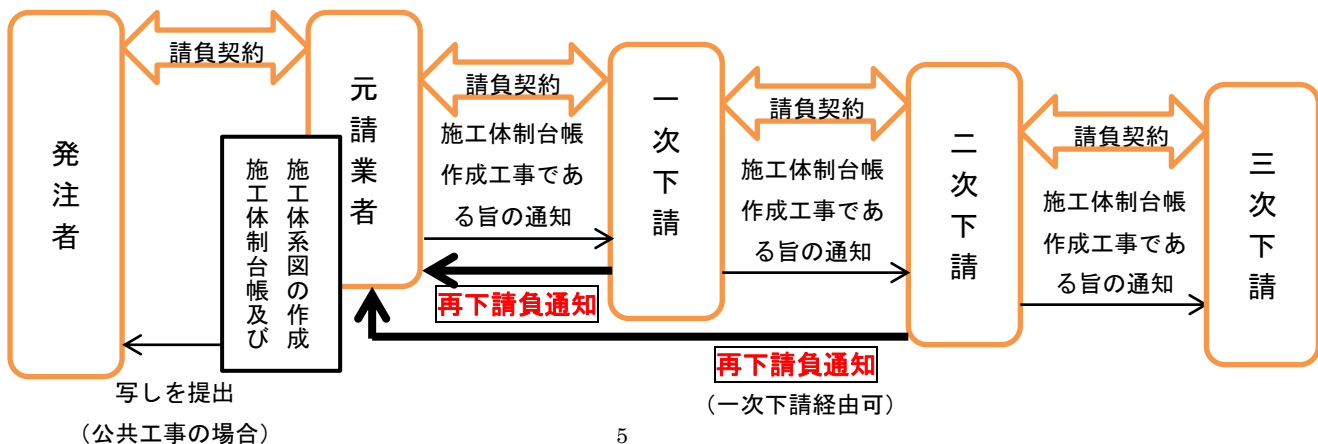 発注者
請負契約
元請業者
施工体制台帳及び
施工体系図の作成
写しを提出
（公共工事の場合）
請負契約
施工体制台帳
作成工事であ
る旨の通知
再下請負通知
一次下請
請負契約
施工体制台帳
作成工事であ
る旨の通知
再下請負通知
（一次下請経由可）
二次下請
請負契約
施工体制台帳
作成工事であ
る旨の通知
三次下請
5